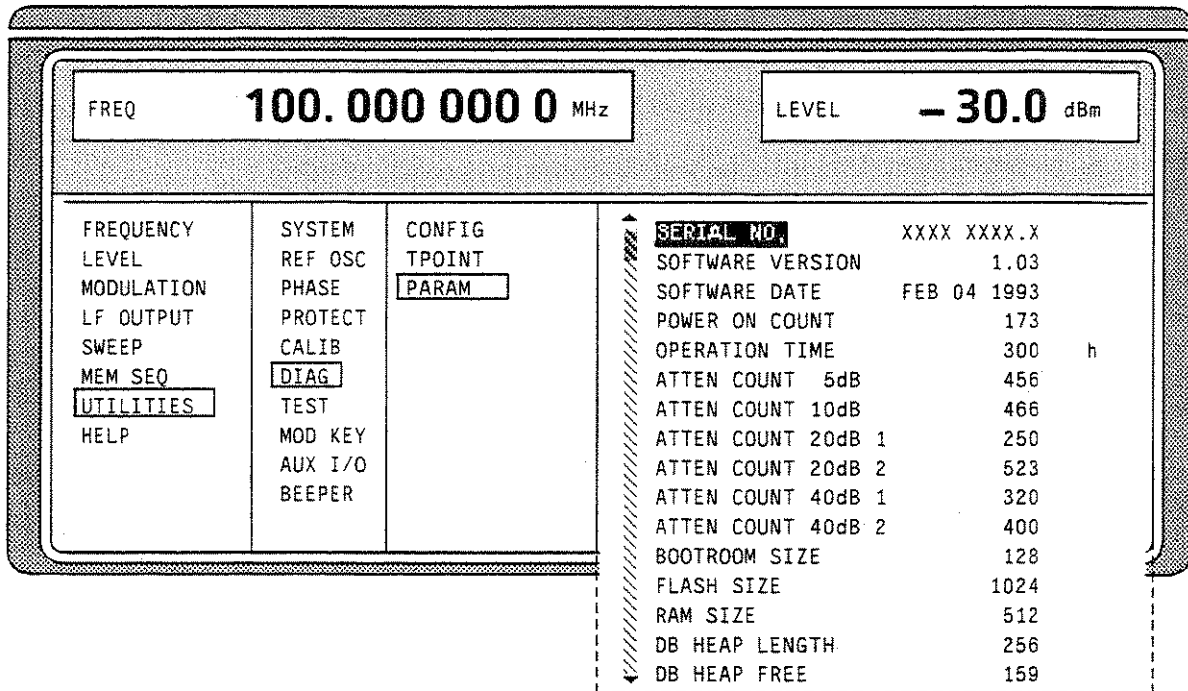 FREQ 100. 000 000 0 MHz
LEVEL – 30.0 dBm
FREQUENCY
LEVEL
MODULATION
LF OUTPUT
SWEEP
MEM SEQ
UTILITIES
HELP
SYSTEM
REF OSC
PHASE
PROTECT
CALIB
DIAG
TEST
MOD KEY
AUX I/O
BEEPER
CONFIG
TPOINT
PARAM
SERIAL NO. XXXX XXXX.X
SOFTWARE VERSION 1.03
SOFTWARE DATE FEB 04 1993
POWER ON COUNT 173
OPERATION TIME 300 h
ATTEN COUNT 5dB 456
ATTEN COUNT 10dB 466
ATTEN COUNT 20dB 1 250
ATTEN COUNT 20dB 2 523
ATTEN COUNT 40dB 1 320
ATTEN COUNT 40dB 2 400
BOOTROOM SIZE 128
FLASH SIZE 1024
RAM SIZE 512
DB HEAP LENGTH 256
DB HEAP FREE 159